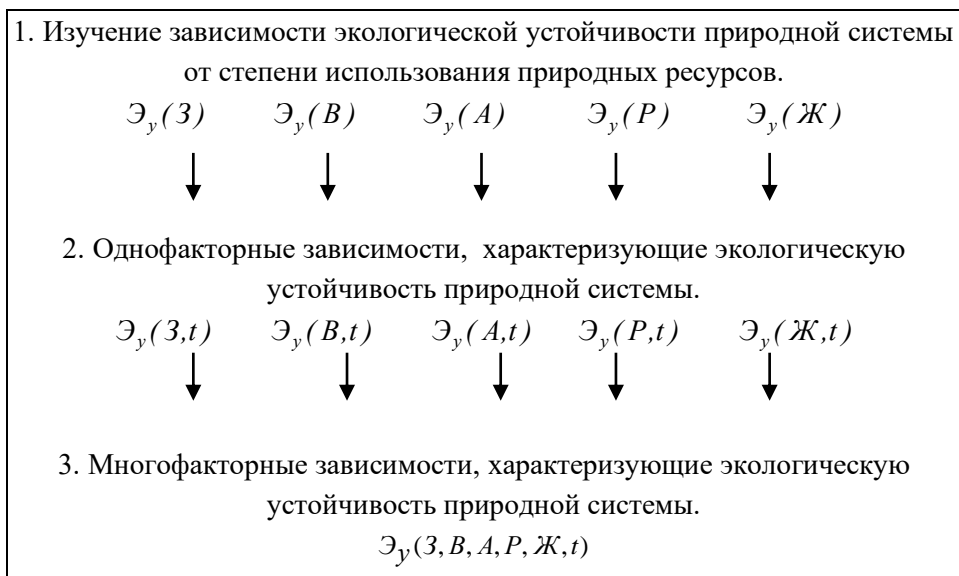 1. Изучение зависимости экологической устойчивости природной системы
от степени использования природных ресурсов.
Э_у(З) Э_у(В) Э_у(А) Э_у(Р) Э_у(Ж)
2. Однофакторные зависимости, характеризующие экологическую
устойчивость природной системы.
Э_у(З,t) Э_у(В,t) Э_у(А,t) Э_у(Р,t) Э_у(Ж,t)
3. Многофакторные зависимости, характеризующие экологическую
устойчивость природной системы.
Э_у(З, В, А, Р, Ж, t)